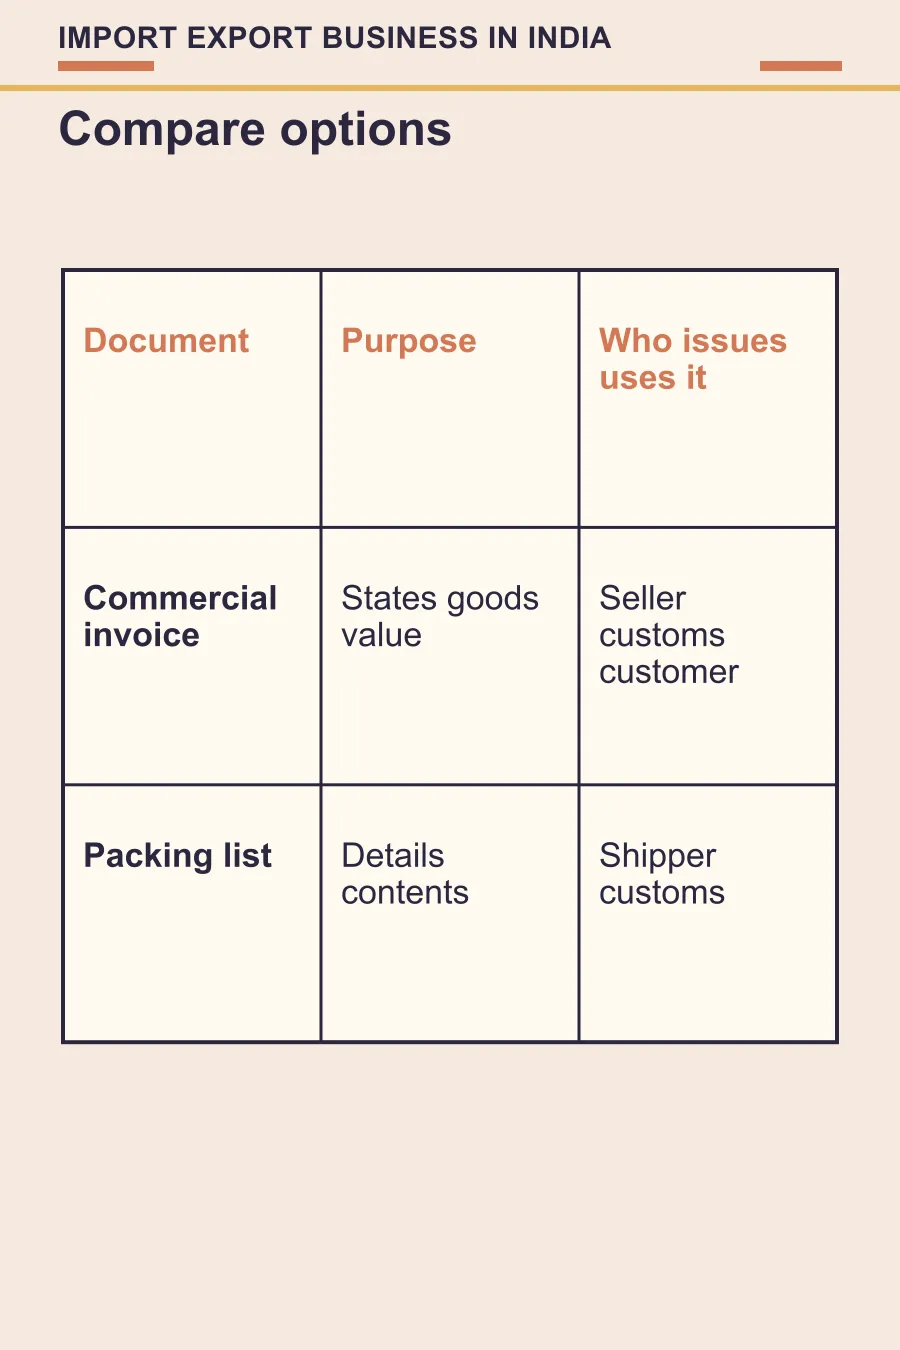 IMPORT EXPORT BUSINESS IN INDIA
Compare options
Document
Purpose
Who issues
uses it
Commercial
invoice
States goods
value
Seller
customs
customer
Packing list
Details
contents
Shipper
customs